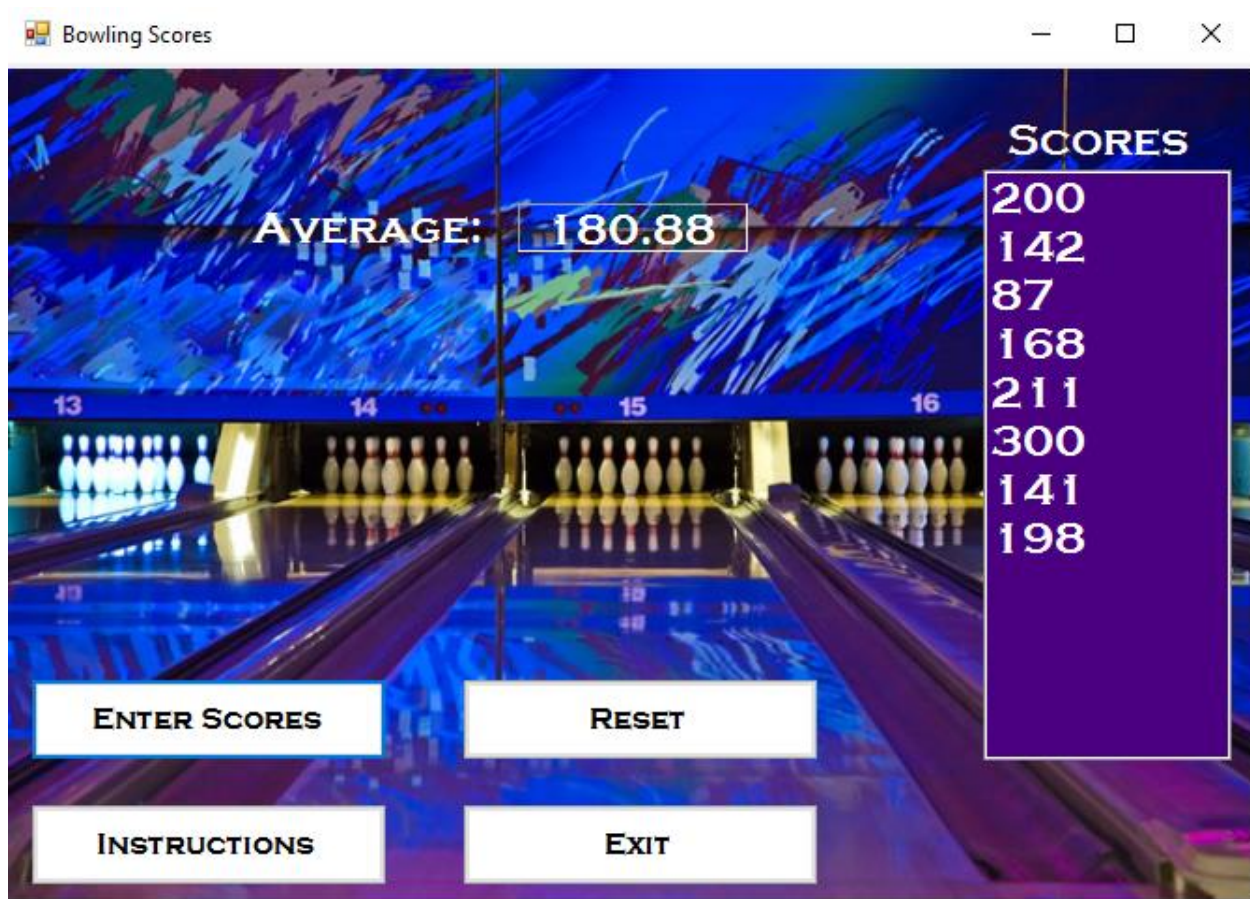 Bowling Scores
SCORES
AVERAGE: 180.88
200
142
87
168
211
300
141
198
13 14 15 16
ENTER SCORES RESET
INSTRUCTIONS EXIT